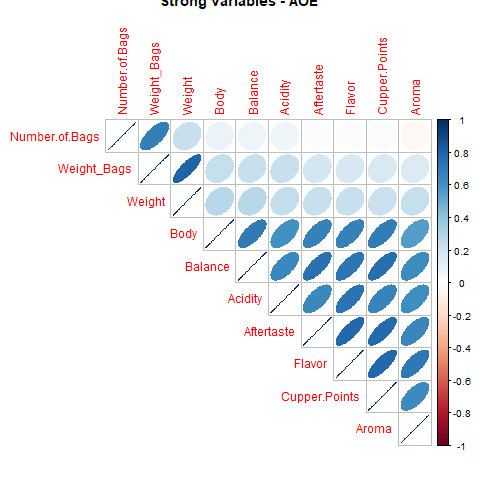 Strong Variables - AOE
Number.of.Bags
Weight_Bags
Weight
Body
Balance
Acidity
Aftertaste
Flavor
Cupper.Points
Aroma
Number.of.Bags
Weight_Bags
Weight
Body
Balance
Acidity
Aftertaste
Flavor
Cupper.Points
Aroma
1
0.8
0.6
0.4
0.2
0
-0.2
-0.4
-0.6
-0.8
-1